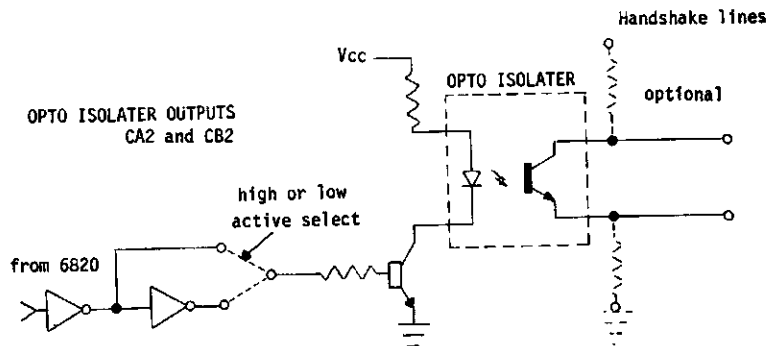 Handshake lines
Vcc
OPTO ISOLATER
optional
OPTO ISOLATER OUTPUTS
CA2 and CB2
high or low
active select
from 6820